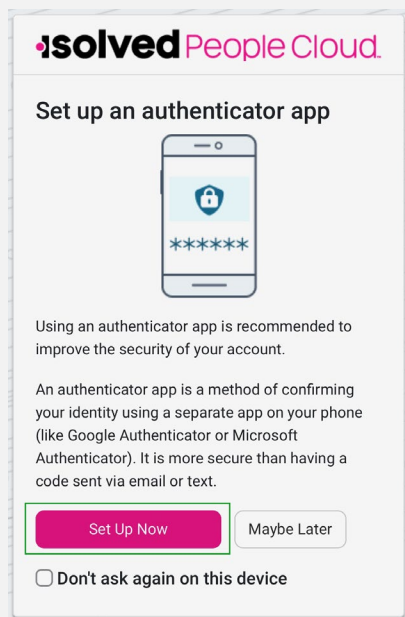 isolved People Cloud™
Set up an authenticator app
******
Using an authenticator app is recommended to
improve the security of your account.
An authenticator app is a method of confirming
your identity using a separate app on your phone
(like Google Authenticator or Microsoft
Authenticator). It is more secure than having a
code sent via email or text.
Set Up Now
Maybe Later
Don't ask again on this device